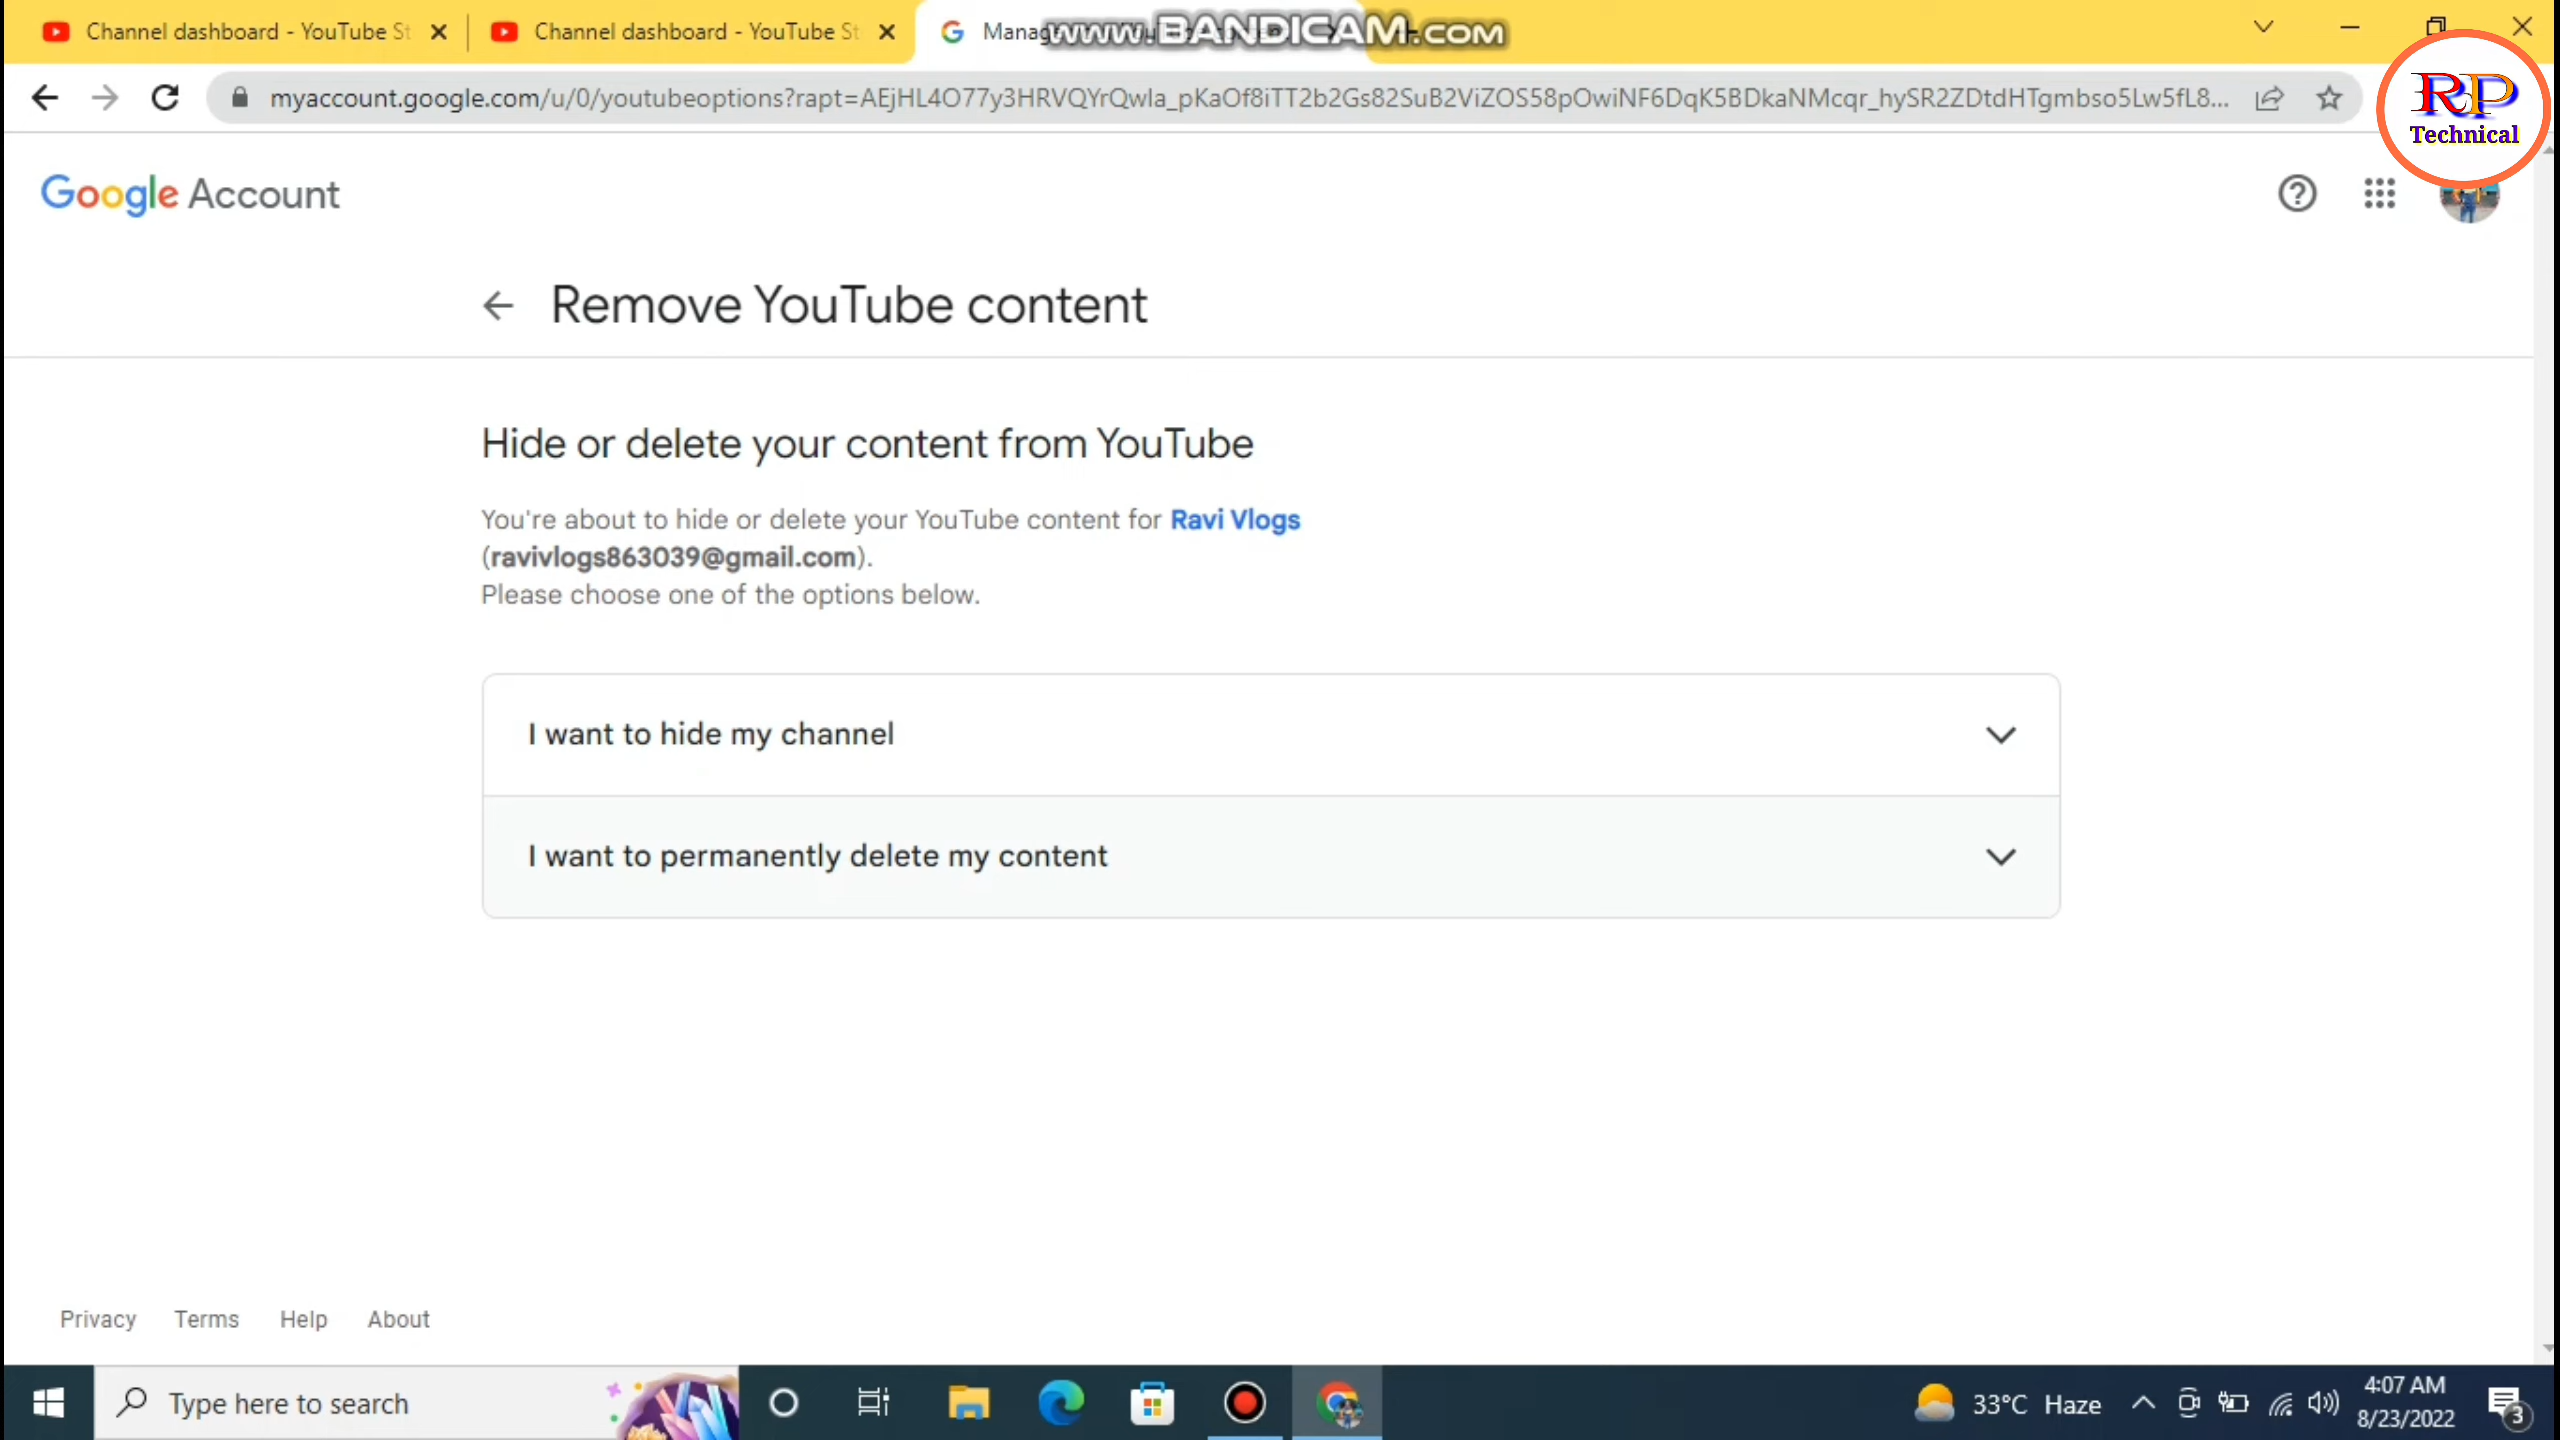 Channel dashboard - YouTube St
Channel dashboard - YouTube St
Manag
www.BANDICAM.com
myaccount.google.com/u/0/youtubeoptions?rapt=AEjHL4O77y3HRVQYrQwla_pKaOf8iTT2b2Gs82SuB2ViZOS58pOwiNF6DqK5BDkaNMcqr_hySR2ZDtdHTgmbso5Lw5fL8...
RP
Technical
Google Account
Remove YouTube content
Hide or delete your content from YouTube
You're about to hide or delete your YouTube content for Ravi Vlogs
(ravivlogs863039@gmail.com).
Please choose one of the options below.
I want to hide my channel
I want to permanently delete my content
Privacy Terms Help About
Type here to search
33°C Haze
4:07 AM
8/23/2022
3